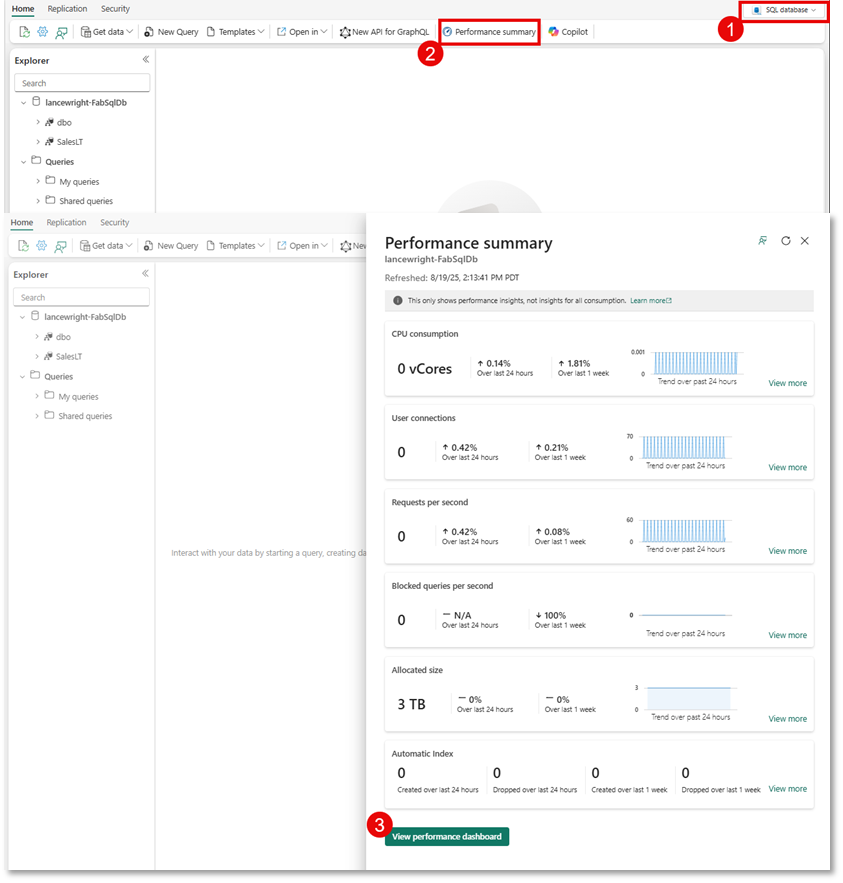 Home Replication Security
SQL database
1
Get data New Query Templates Open in New API for GraphQL Performance summary Copilot
2
Explorer
Search
lancewright-FabSqlDb
dbo
SalesLT
Queries
My queries
Shared queries
Home Replication Security
Get data New Query Templates Open in New
Explorer
Search
lancewright-FabSqlDb
dbo
SalesLT
Queries
My queries
Shared queries
Interact with your data by starting a query, creating da
Performance summary
lancewright-FabSqlDb
Refreshed: 8/19/25, 2:13:41 PM PDT
This only shows performance insights, not insights for all consumption. Learn more
CPU consumption
0 vCores
↑ 0.14%
Over last 24 hours
↑ 1.81%
Over last 1 week
0.001
0
Trend over past 24 hours
View more
User connections
0
↑ 0.42%
Over last 24 hours
↑ 0.21%
Over last 1 week
70
0
Trend over past 24 hours
View more
Requests per second
0
↑ 0.42%
Over last 24 hours
↑ 0.08%
Over last 1 week
60
0
Trend over past 24 hours
View more
Blocked queries per second
0
— N/A
Over last 24 hours
↓ 100%
Over last 1 week
0
Trend over past 24 hours
View more
Allocated size
3 TB
— 0%
Over last 24 hours
— 0%
Over last 1 week
3
0
Trend over past 24 hours
View more
Automatic Index
0
Created over last 24 hours
0
Dropped over last 24 hours
0
Created over last 1 week
0
Dropped over last 1 week
View more
3
View performance dashboard